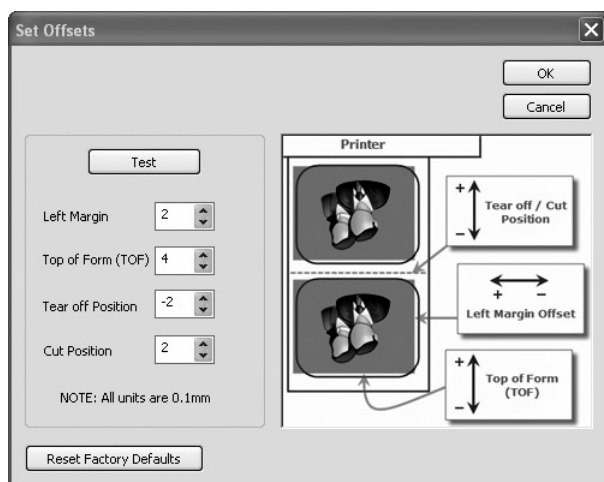 Set Offsets
OK
Cancel
Test
Left Margin 2
Top of Form (TOF) 4
Tear off Position -2
Cut Position 2
NOTE: All units are 0.1mm
Reset Factory Defaults
Printer
+
Tear off / Cut
Position
−
+ −
Left Margin Offset
+
Top of Form
(TOF)
−